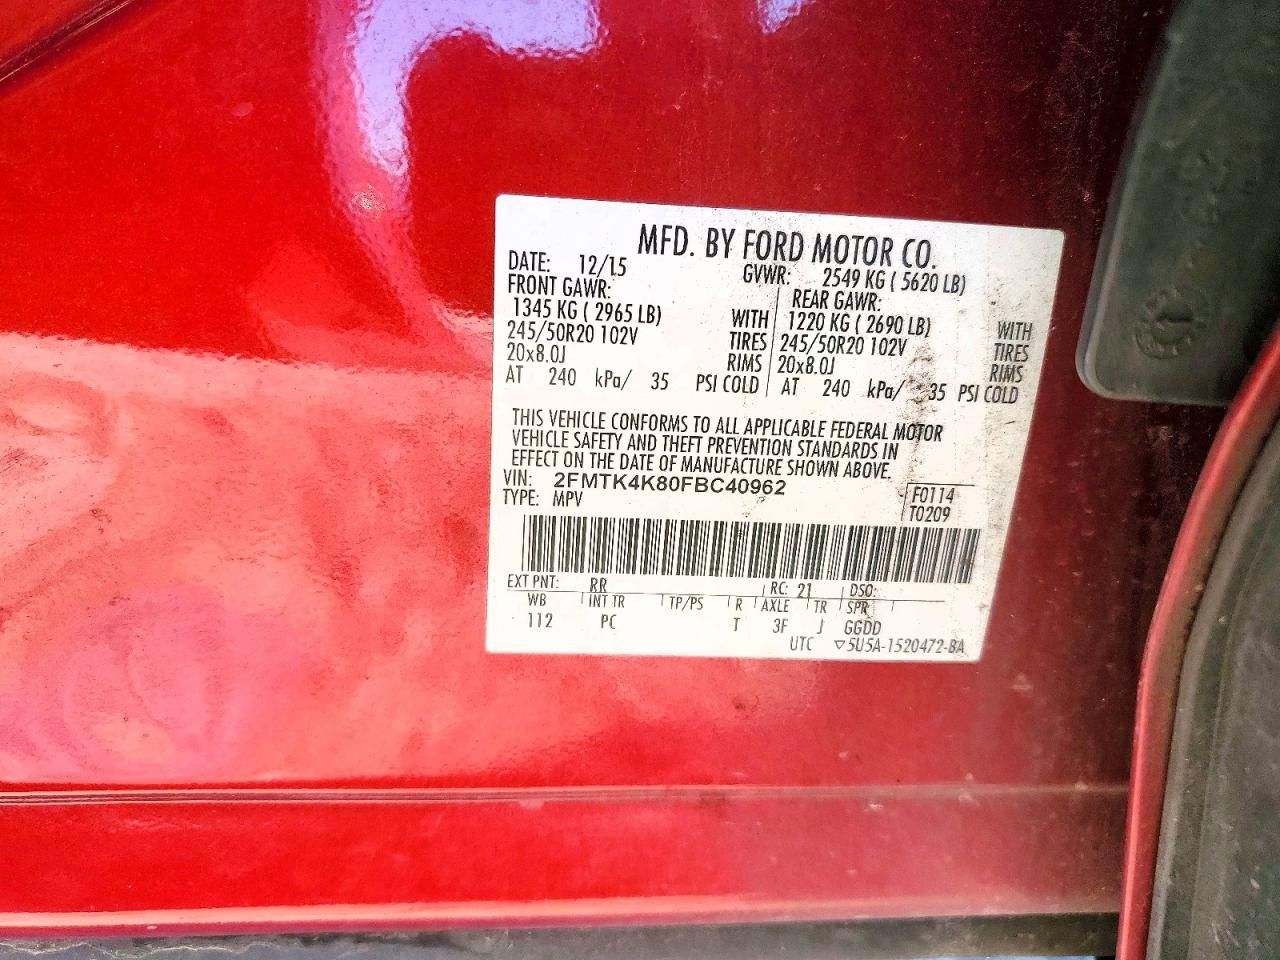 MFD. BY FORD MOTOR CO.
DATE: 12/15 GVWR: 2549 KG ( 5620 LB)
FRONT GAWR: REAR GAWR:
1345 KG ( 2965 LB) WITH 1220 KG ( 2690 LB) WITH
245/50R20 102V TIRES 245/50R20 102V TIRES
20x8.0J RIMS 20x8.0J RIMS
AT 240 kPa/ 35 PSI COLD AT 240 kPa/ 35 PSI COLD
THIS VEHICLE CONFORMS TO ALL APPLICABLE FEDERAL MOTOR
VEHICLE SAFETY AND THEFT PREVENTION STANDARDS IN
EFFECT ON THE DATE OF MANUFACTURE SHOWN ABOVE.
VIN: 2FMTK4K80FBC40962
TYPE: MPV
F0114
T0209
EXT PNT: RR RC: 21 DSO:
WB INT TR TP/PS R AXLE TR SPR
112 PC T 3F J GGDD
UTC ▽5U5A-1520472-BA